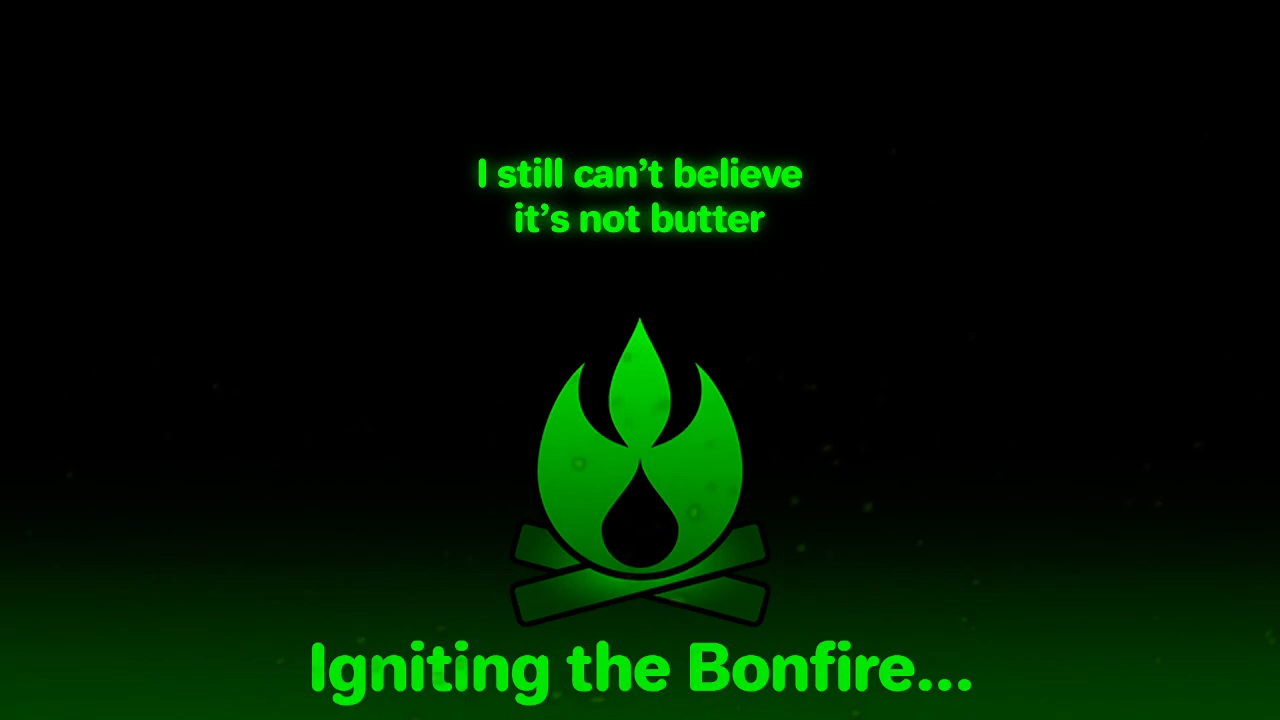 I still can’t believe
it’s not butter
Igniting the Bonfire...